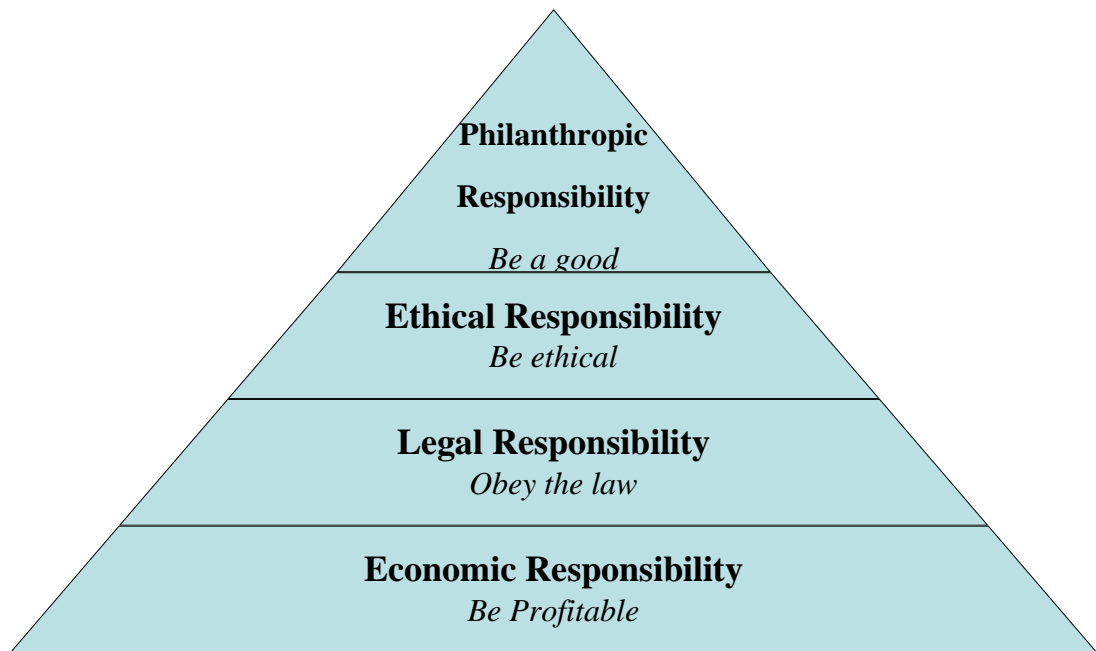 Philanthropic
Responsibility
Be a good
Ethical Responsibility
Be ethical
Legal Responsibility
Obey the law
Economic Responsibility
Be Profitable